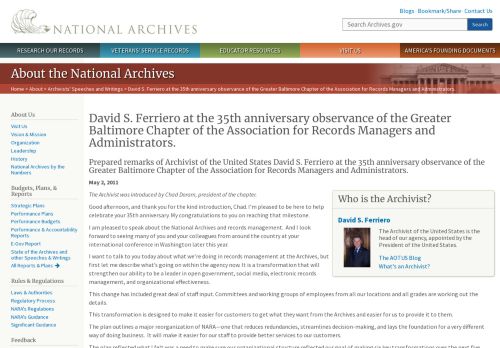 Blogs · Bookmark/Share · Contact Us
NATIONAL ARCHIVES
Search Archives.gov
Search
RESEARCH OUR RECORDS
VETERANS' SERVICE RECORDS
EDUCATOR RESOURCES
VISIT US
AMERICA'S FOUNDING DOCUMENTS
About the National Archives
Home > About > Archivists' Speeches and Writings > David S. Ferriero at the 35th anniversary observance of the Greater Baltimore Chapter of the Association for Records Managers and Administrators.
About Us
Visit Us
Vision & Mission
Organization
Leadership
History
National Archives by the
Numbers
Budgets, Plans, &
Reports
Strategic Plans
Performance Plans
Performance Budgets
Performance & Accountability
Reports
E-Gov Report
State of the Archives and
other Speeches & Writings
All Reports & Plans
Rules & Regulations
Laws & Authorities
Regulatory Process
NARA's Regulations
NARA's Guidance
Significant Guidance
Feedback
David S. Ferriero at the 35th anniversary observance of the Greater
Baltimore Chapter of the Association for Records Managers and
Administrators.
Prepared remarks of Archivist of the United States David S. Ferriero at the 35th anniversary observance of the
Greater Baltimore Chapter of the Association for Records Managers and Administrators.
May 2, 2011
The Archivist was introduced by Chad Doram, president of the chapter.
Good afternoon, and thank you for the kind introduction, Chad. I'm pleased to be here to help
celebrate your 35th anniversary. My congratulations to you on reaching that milestone.
I am pleased to speak about the National Archives and records management. And I look
forward to seeing many of you and your colleagues from around the country at your
international conference in Washington later this year
I want to talk to you today about what we're doing in records management at the Archives, but
first let me describe what's going on within the agency now. It is a transformation that will
strengthen our ability to be a leader in open government, social media, electronic records
management, and organizational effectiveness.
This change has included great deal of staff input. Committees and working groups of employees from all our locations and all grades are working out the
details.
This transformation is designed to make it easier for customers to get what they want from the Archives and easier for us to provide it to them.
The plan outlines a major reorganization of NARA—one that reduces redundancies, streamlines decision-making, and lays the foundation for a very different
way of doing business. It will make it easier for our staff to provide better services to our customers.
Who is the Archivist?
David S. Ferriero
The Archivist of the United States is the
head of our agency, appointed by the
President of the United States.
The AOTUS Blog
What's an Archivist?